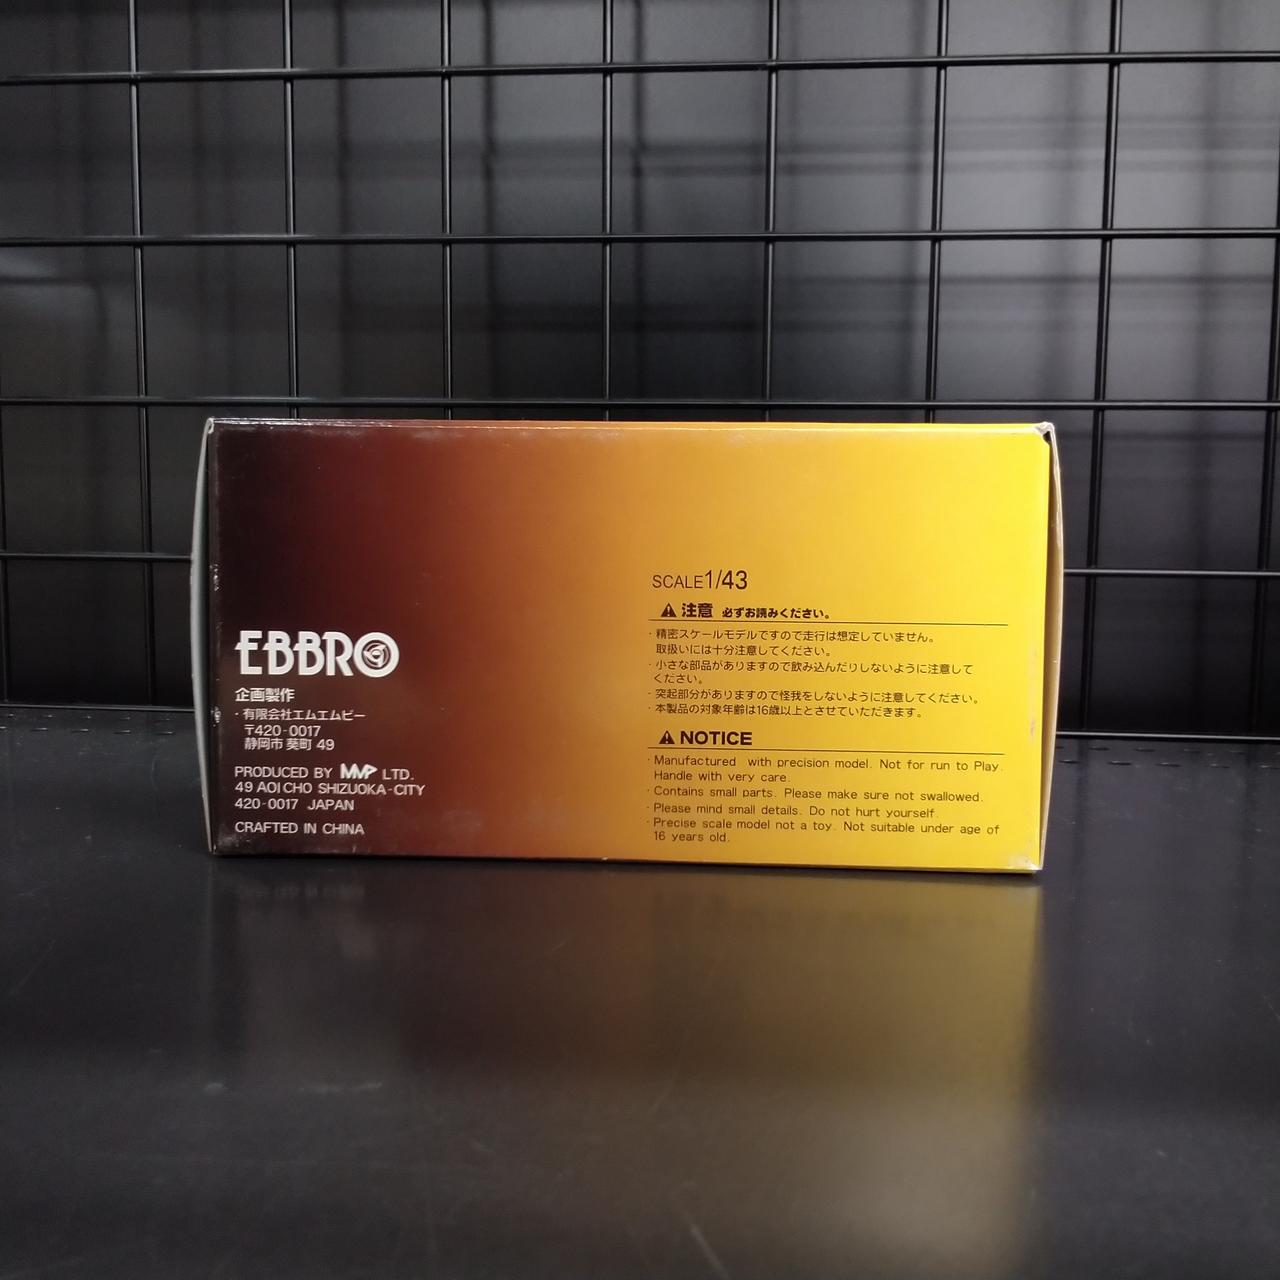 EBBRO
企画製作
・有限会社エムエムピー
〒420-0017
静岡市 葵町 49
PRODUCED BY MMP LTD.
49 AOI CHO SHIZUOKA-CITY
420-0017 JAPAN
CRAFTED IN CHINA
SCALE1/43
注意 必ずお読みください。
・精密スケールモデルですので走行は想定していません。
取扱いには十分注意してください。
・小さな部品がありますので飲み込んだりしないように注意して
ください。
・突起部分がありますので怪我をしないように注意してください。
・本製品の対象年齢は16歳以上とさせていただきます。
NOTICE
・Manufactured with precision model. Not for run to Play.
Handle with very care.
・Contains small parts. Please make sure not swallowed.
・Please mind small details. Do not hurt yourself.
・Precise scale model not a toy. Not suitable under age of
16 years old.